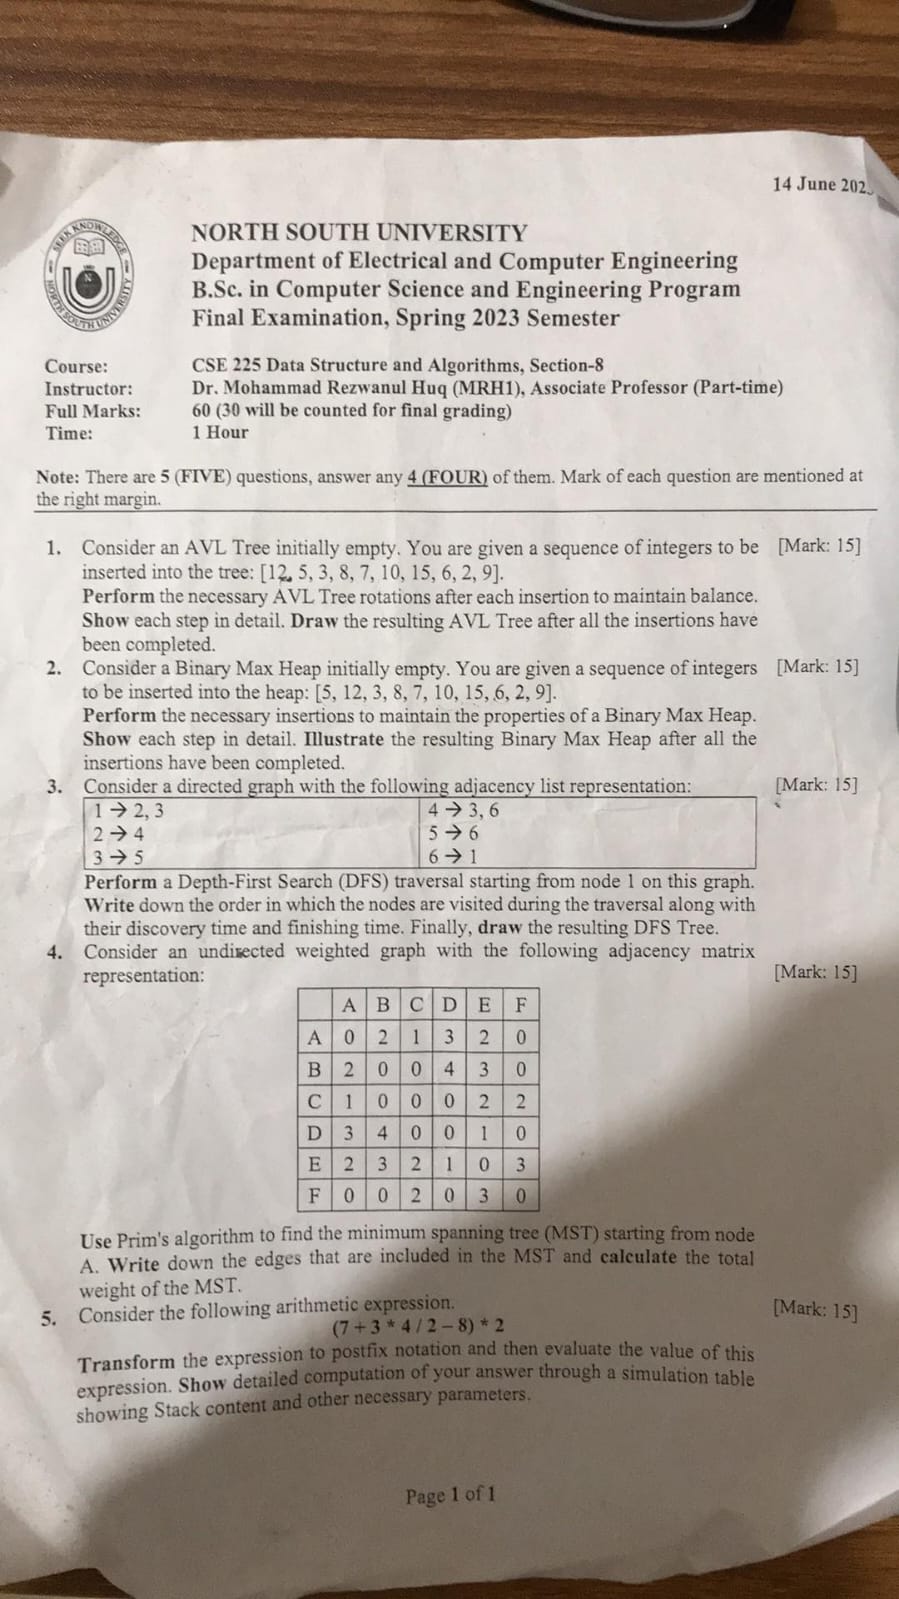 14 June 202
SEEK KNOWLEDGE
NORTH SOUTH UNIVERSITY
NORTH SOUTH UNIVERSITY
Department of Electrical and Computer Engineering
B.Sc. in Computer Science and Engineering Program
Final Examination, Spring 2023 Semester
Course: CSE 225 Data Structure and Algorithms, Section-8
Instructor: Dr. Mohammad Rezwanul Huq (MRH1), Associate Professor (Part-time)
Full Marks: 60 (30 will be counted for final grading)
Time: 1 Hour
Note: There are 5 (FIVE) questions, answer any 4 (FOUR) of them. Mark of each question are mentioned at
the right margin.
1. Consider an AVL Tree initially empty. You are given a sequence of integers to be [Mark: 15]
inserted into the tree: [12, 5, 3, 8, 7, 10, 15, 6, 2, 9].
Perform the necessary AVL Tree rotations after each insertion to maintain balance.
Show each step in detail. Draw the resulting AVL Tree after all the insertions have
been completed.
2. Consider a Binary Max Heap initially empty. You are given a sequence of integers [Mark: 15]
to be inserted into the heap: [5, 12, 3, 8, 7, 10, 15, 6, 2, 9].
Perform the necessary insertions to maintain the properties of a Binary Max Heap.
Show each step in detail. Illustrate the resulting Binary Max Heap after all the
insertions have been completed.
3. Consider a directed graph with the following adjacency list representation: [Mark: 15]
1 → 2, 3 4 → 3, 6
2 → 4 5 → 6
3 → 5 6 → 1
Perform a Depth-First Search (DFS) traversal starting from node 1 on this graph.
Write down the order in which the nodes are visited during the traversal along with
their discovery time and finishing time. Finally, draw the resulting DFS Tree.
4. Consider an undirected weighted graph with the following adjacency matrix
representation: [Mark: 15]
A B C D E F
A 0 2 1 3 2 0
B 2 0 0 4 3 0
C 1 0 0 0 2 2
D 3 4 0 0 1 0
E 2 3 2 1 0 3
F 0 0 2 0 3 0
Use Prim's algorithm to find the minimum spanning tree (MST) starting from node
A. Write down the edges that are included in the MST and calculate the total
weight of the MST.
5. Consider the following arithmetic expression. [Mark: 15]
(7 + 3 * 4 / 2 – 8) * 2
Transform the expression to postfix notation and then evaluate the value of this
expression. Show detailed computation of your answer through a simulation table
showing Stack content and other necessary parameters.
Page 1 of 1